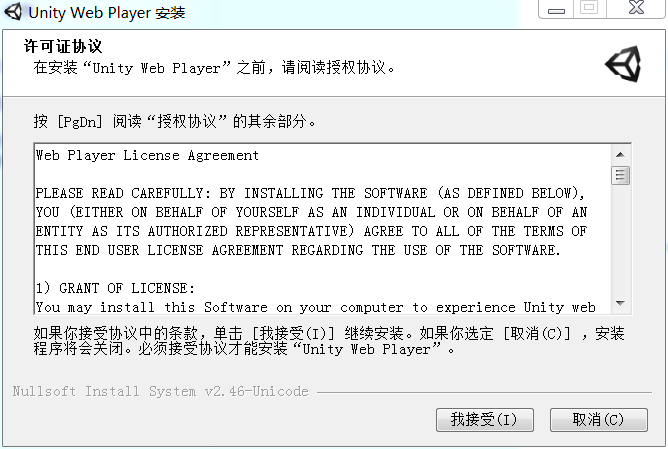 Unity Web Player 安装
许可证协议
在安装“Unity Web Player”之前，请阅读授权协议。
按 [PgDn] 阅读“授权协议”的其余部分。
Web Player License Agreement
PLEASE READ CAREFULLY: BY INSTALLING THE SOFTWARE (AS DEFINED BELOW),
YOU (EITHER ON BEHALF OF YOURSELF AS AN INDIVIDUAL OR ON BEHALF OF AN
ENTITY AS ITS AUTHORIZED REPRESENTATIVE) AGREE TO ALL OF THE TERMS OF
THIS END USER LICENSE AGREEMENT REGARDING THE USE OF THE SOFTWARE.
1) GRANT OF LICENSE:
You may install this Software on your computer to experience Unity web
如果你接受协议中的条款，单击 [我接受(I)] 继续安装。如果你选定 [取消(C)] ，安装
程序将会关闭。必须接受协议才能安装“Unity Web Player”。
Nullsoft Install System v2.46-Unicode
我接受(I)
取消(C)